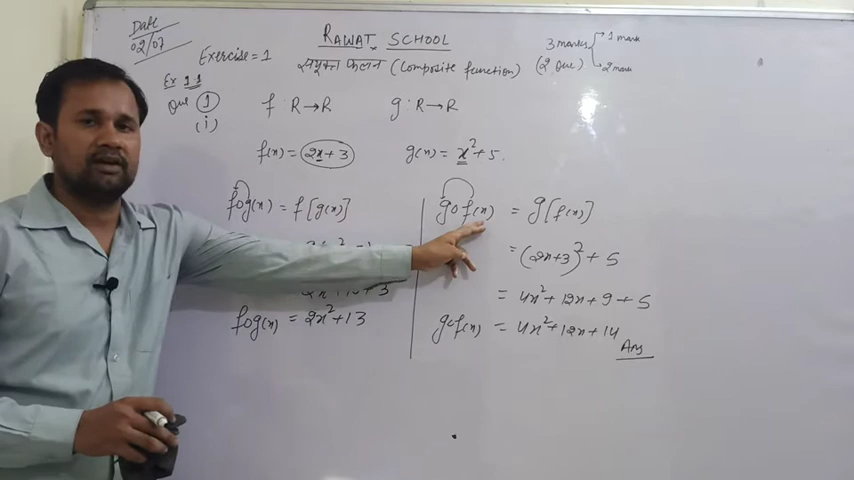 Date
02/07
RAWAT SCHOOL
Exercise = 1
संयुक्त फलन (Composite function)
3 marks 1 mark
(2 Que) 2 mark
Ex 1.1
Que 1 f : R→R g : R→R
(i)
f(x) = 2x+3 g(x) = x²+5.
fog(x) = f[g(x)]
fog(x) = 2x²+13
gof(x) = g[f(x)]
= (2x+3)² + 5
= 4x² + 12x + 9 + 5
gof(x) = 4x²+12x+14
Ans